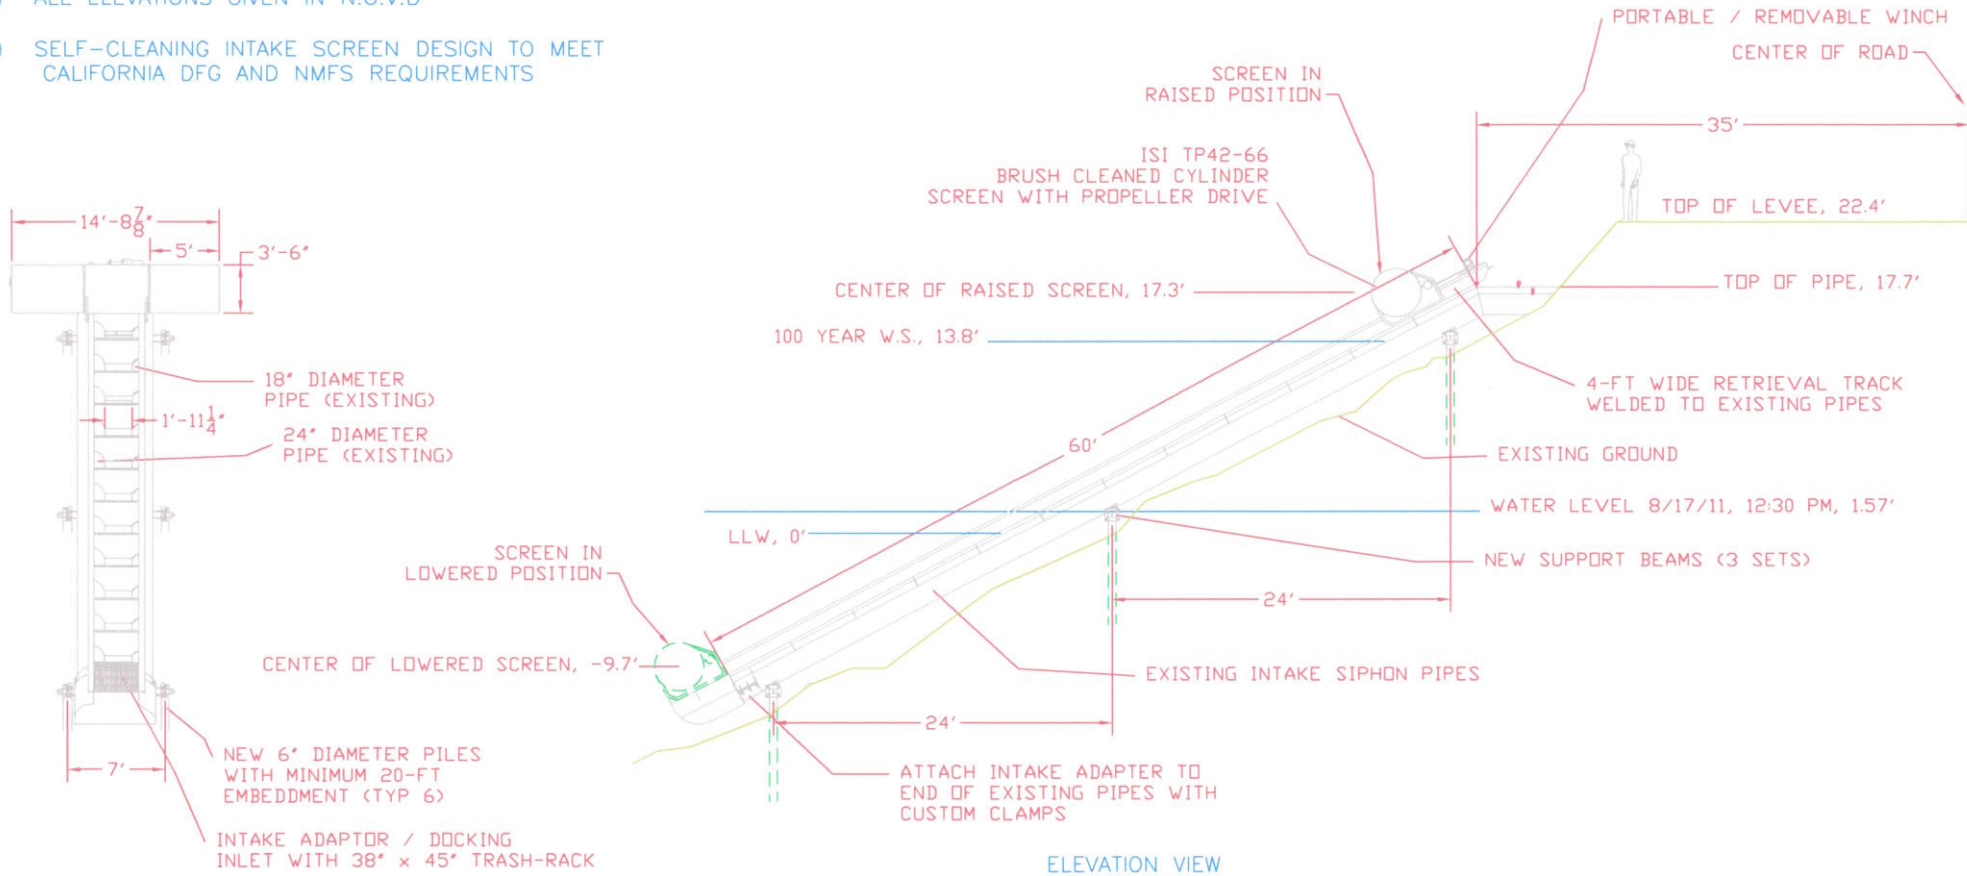 ALL ELEVATIONS GIVEN IN N.G.V.D
) SELF-CLEANING INTAKE SCREEN DESIGN TO MEET
CALIFORNIA DFG AND NMFS REQUIREMENTS
PORTABLE / REMOVABLE WINCH
CENTER OF ROAD
SCREEN IN
RAISED POSITION
35'
ISI TP42-66
BRUSH CLEANED CYLINDER
SCREEN WITH PROPELLER DRIVE
TOP OF LEVEE, 22.4'
14'-8 7/8"
5'
3'-6"
CENTER OF RAISED SCREEN, 17.3'
TOP OF PIPE, 17.7'
100 YEAR W.S., 13.8'
18" DIAMETER
PIPE (EXISTING)
1'-11 1/4"
24" DIAMETER
PIPE (EXISTING)
4-FT WIDE RETRIEVAL TRACK
WELDED TO EXISTING PIPES
60'
EXISTING GROUND
WATER LEVEL 8/17/11, 12:30 PM, 1.57'
LLW, 0'
SCREEN IN
LOWERED POSITION
NEW SUPPORT BEAMS (3 SETS)
24'
CENTER OF LOWERED SCREEN, -9.7'
EXISTING INTAKE SIPHON PIPES
24'
7'
NEW 6" DIAMETER PILES
WITH MINIMUM 20-FT
EMBEDDMENT (TYP 6)
ATTACH INTAKE ADAPTER TO
END OF EXISTING PIPES WITH
CUSTOM CLAMPS
INTAKE ADAPTOR / DOCKING
INLET WITH 38" x 45" TRASH-RACK
ELEVATION VIEW